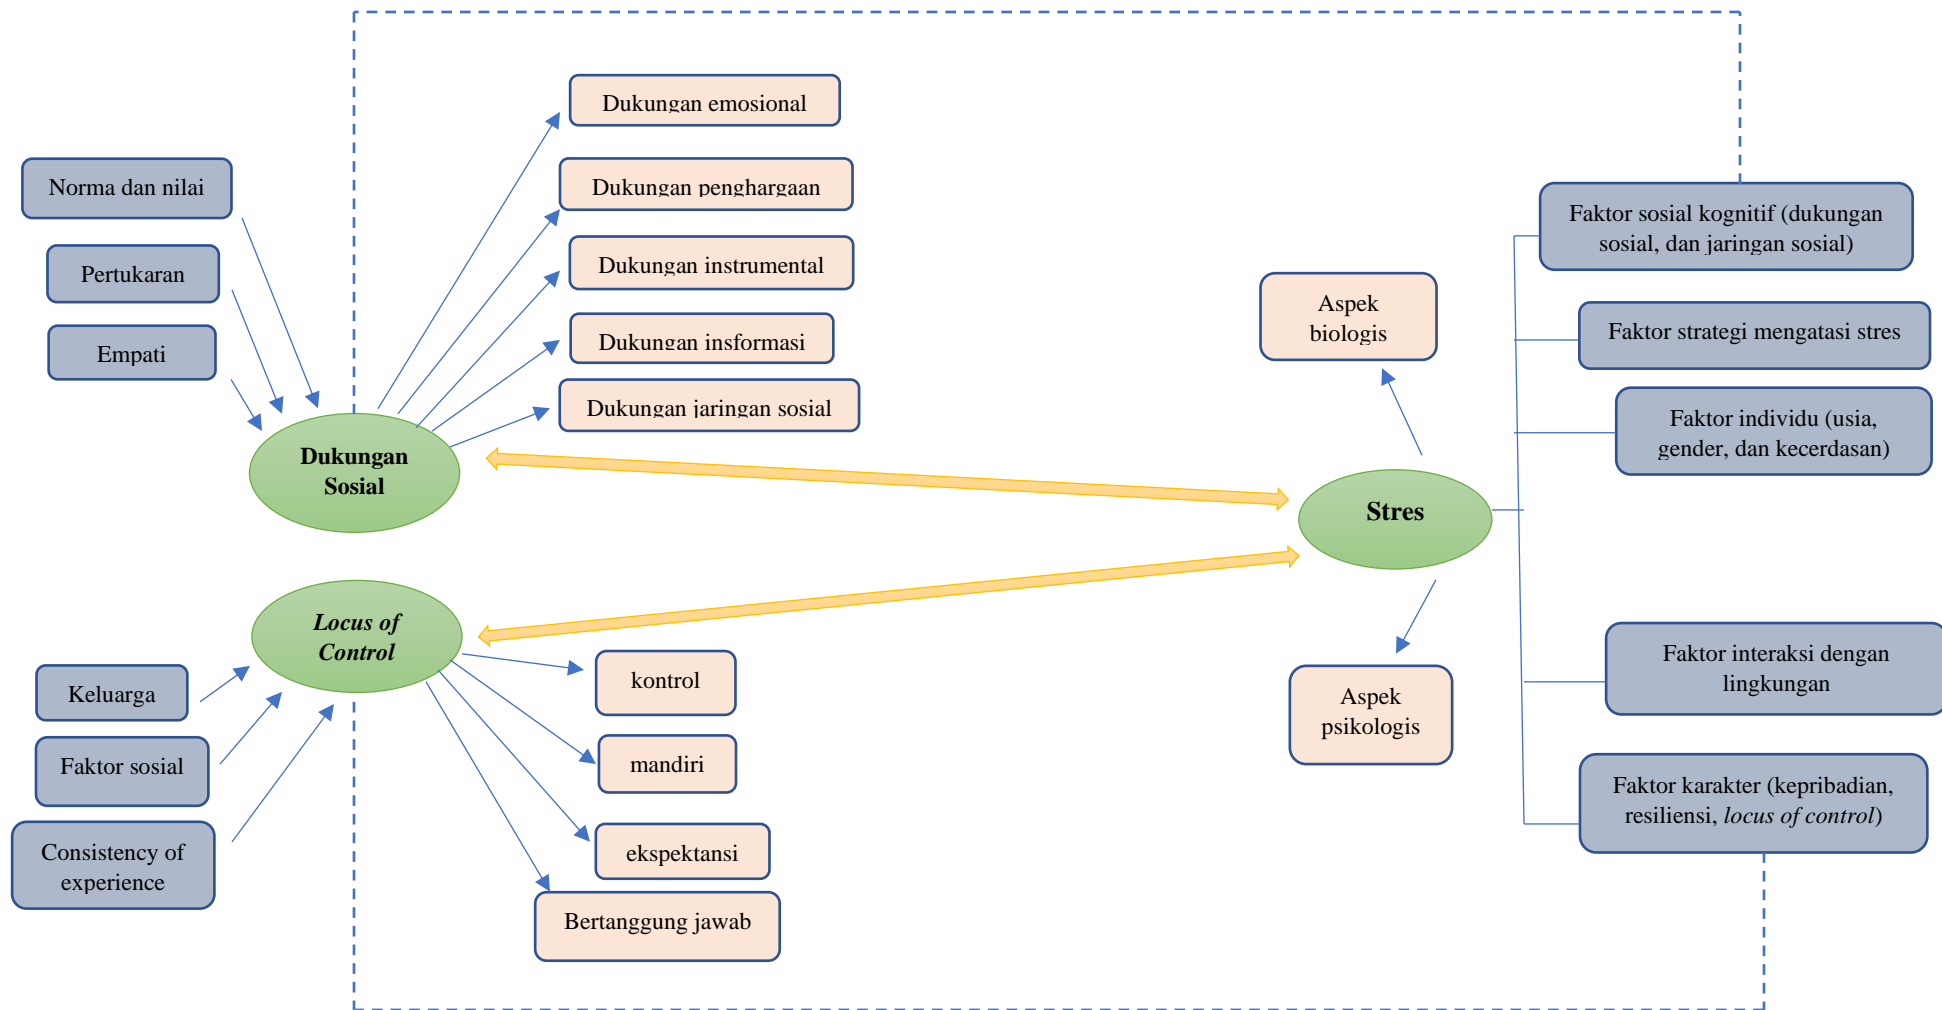 Dukungan emosional
Norma dan nilai
Dukungan penghargaan
Faktor sosial kognitif (dukungan
sosial, dan jaringan sosial)
Pertukaran
Dukungan instrumental
Aspek
biologis
Empati
Dukungan insformasi
Faktor strategi mengatasi stres
Dukungan jaringan sosial
Faktor individu (usia,
gender, dan kecerdasan)
Dukungan
Sosial
Stres
Locus of
Control
Keluarga
kontrol
Aspek
psikologis
Faktor interaksi dengan
lingkungan
Faktor sosial
mandiri
Faktor karakter (kepribadian,
resiliensi, locus of control)
Consistency of
experience
ekspektansi
Bertanggung jawab